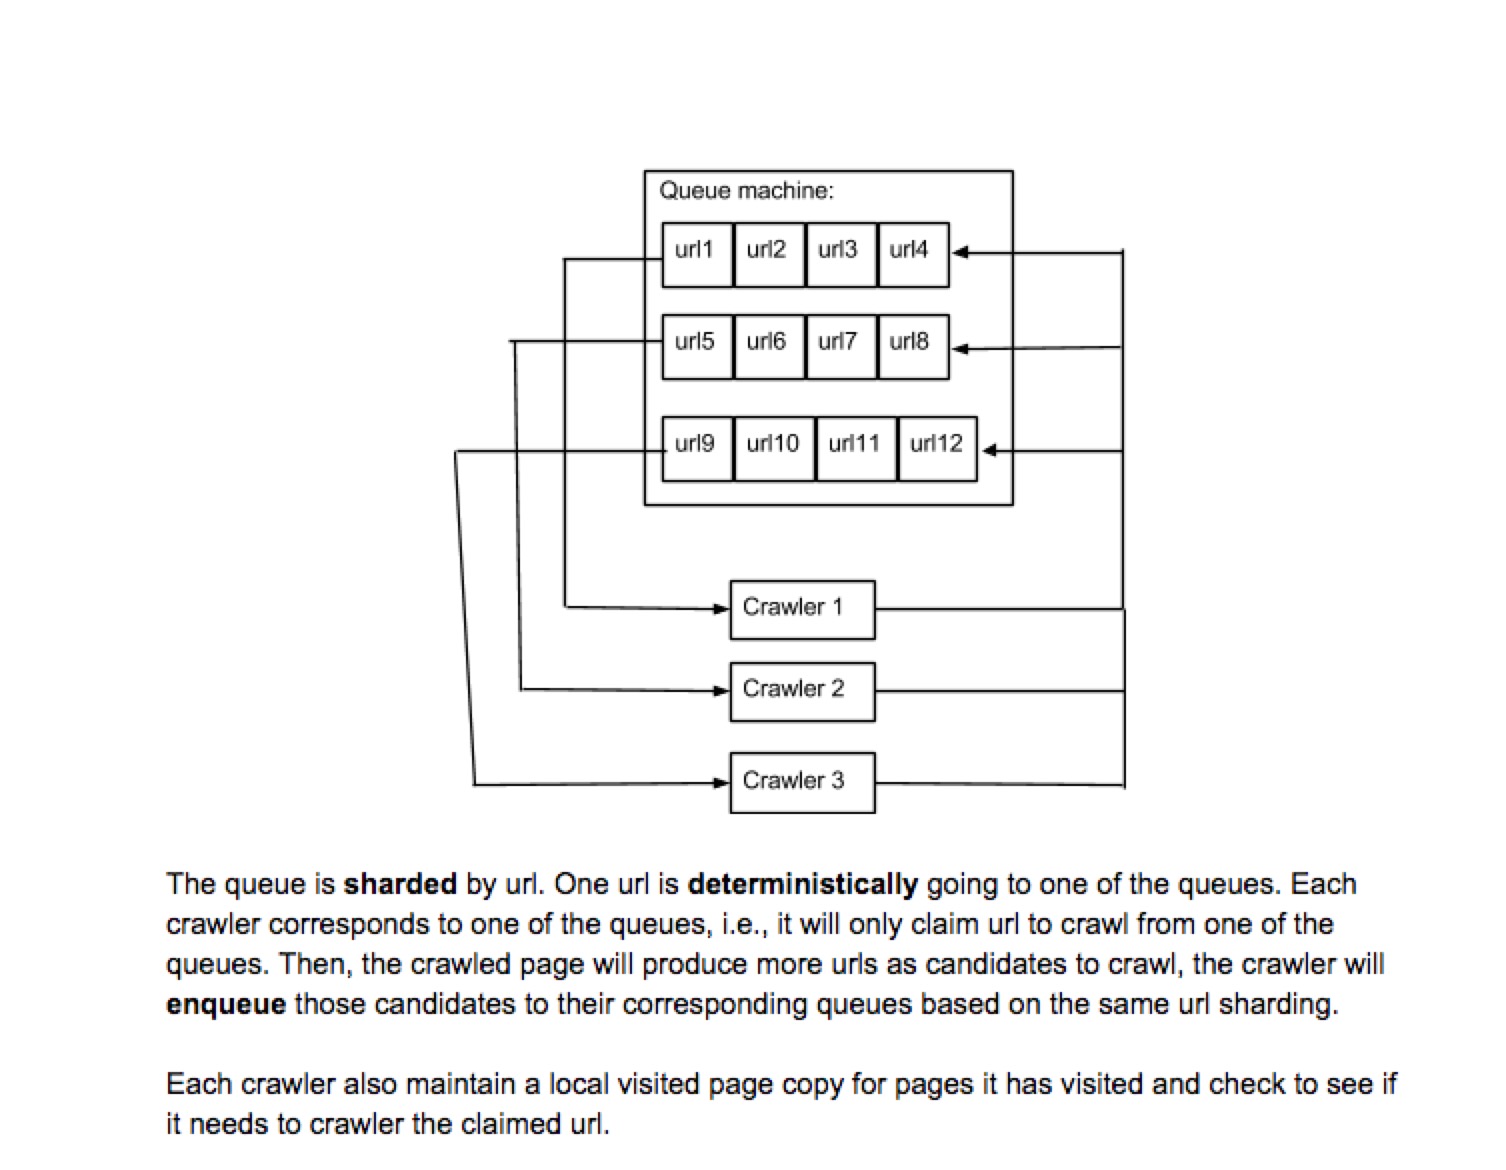 Queue machine:
url1 url2 url3 url4
url5 url6 url7 url8
url9 url10 url11 url12
Crawler 1
Crawler 2
Crawler 3
The queue is sharded by url. One url is deterministically going to one of the queues. Each
crawler corresponds to one of the queues, i.e., it will only claim url to crawl from one of the
queues. Then, the crawled page will produce more urls as candidates to crawl, the crawler will
enqueue those candidates to their corresponding queues based on the same url sharding.
Each crawler also maintain a local visited page copy for pages it has visited and check to see if
it needs to crawler the claimed url.